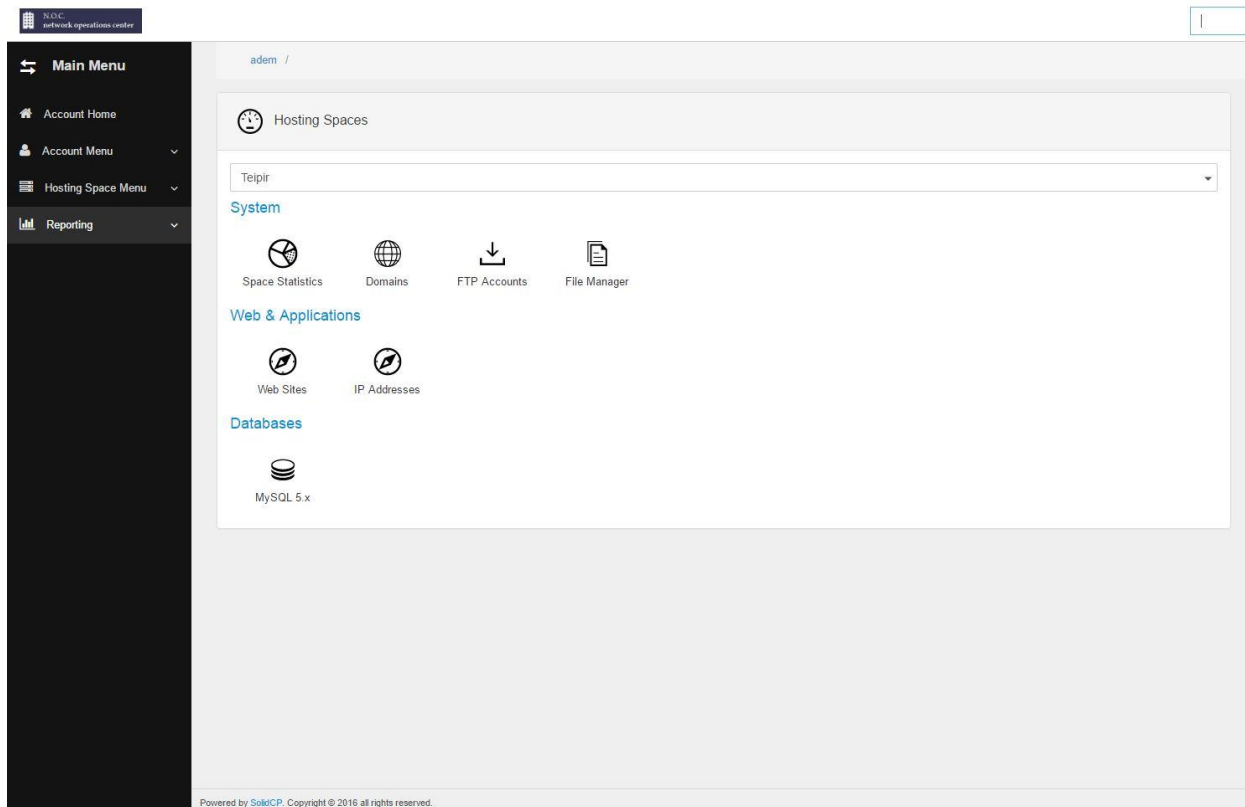 N.O.C.
network operations center
Main Menu
Account Home
Account Menu
Hosting Space Menu
Reporting
adem /
Hosting Spaces
Teipir
System
Space Statistics Domains FTP Accounts File Manager
Web & Applications
Web Sites IP Addresses
Databases
MySQL 5.x
Powered by SolidCP. Copyright © 2016 all rights reserved.